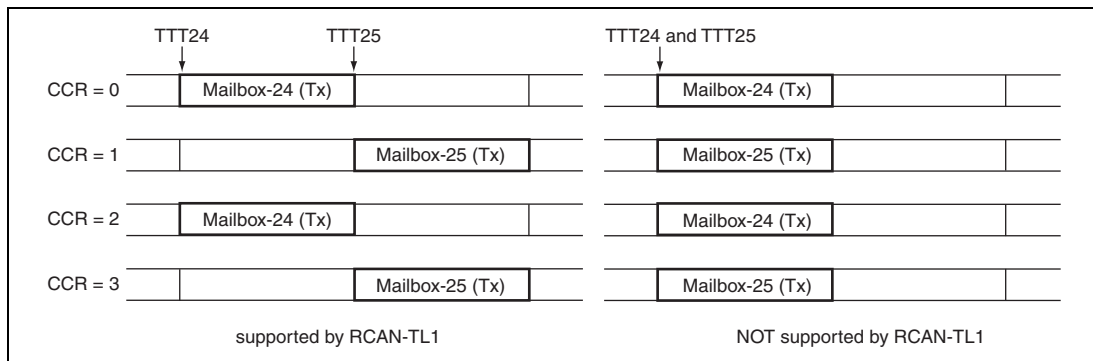 TTT24 TTT25 TTT24 and TTT25
CCR = 0 Mailbox-24 (Tx) Mailbox-24 (Tx)
CCR = 1 Mailbox-25 (Tx) Mailbox-25 (Tx)
CCR = 2 Mailbox-24 (Tx) Mailbox-24 (Tx)
CCR = 3 Mailbox-25 (Tx) Mailbox-25 (Tx)
supported by RCAN-TL1 NOT supported by RCAN-TL1